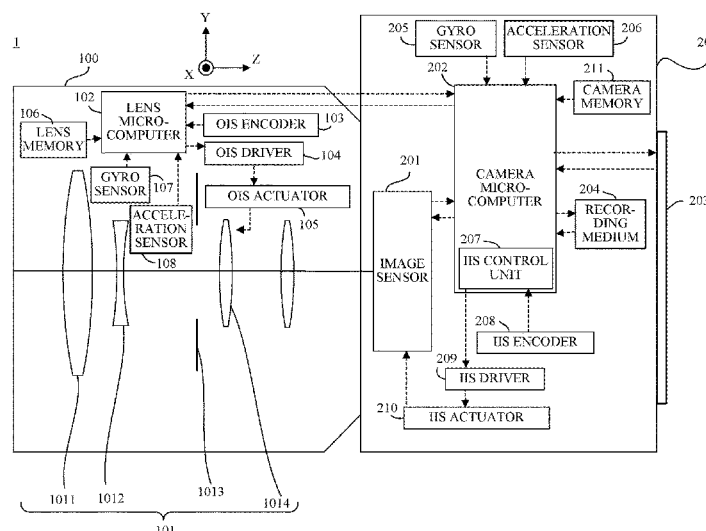 1
Y
X
Z
100
102
LENS
MICRO-
COMPUTER
106
LENS
MEMORY
OIS ENCODER
103
OIS DRIVER
104
GYRO
SENSOR
107
OIS ACTUATOR
105
ACCELE-
RATION
SENSOR
108
1011
1012
1013
1014
101
205
GYRO
SENSOR
ACCELERATION
SENSOR
206
202
211
CAMERA
MEMORY
201
IMAGE
SENSOR
CAMERA
MICRO-
COMPUTER
204
RECOR-
DING
MEDIUM
203
207
IIS CONTROL
UNIT
208
IIS ENCODER
209
IIS DRIVER
210
IIS ACTUATOR